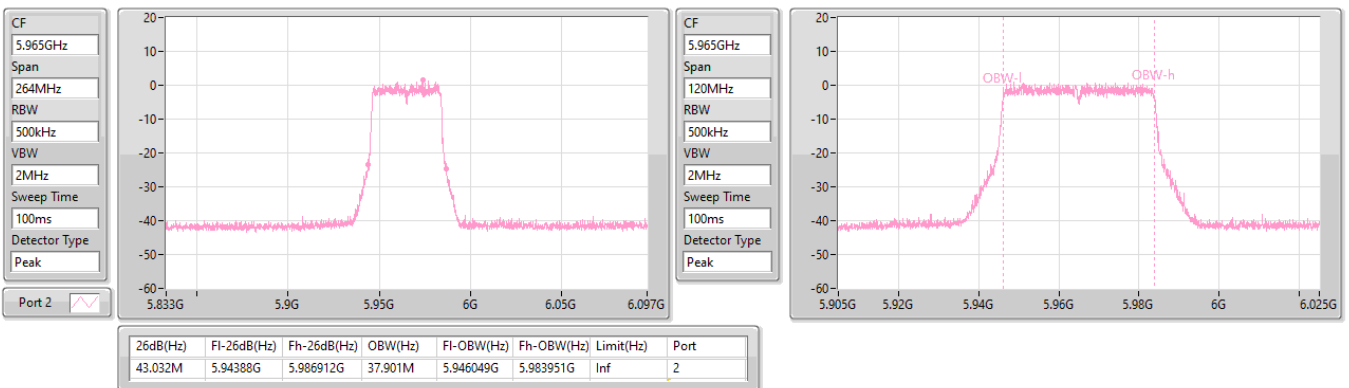 CF
5.965GHz
Span
264MHz
RBW
500kHz
VBW
2MHz
Sweep Time
100ms
Detector Type
Peak
Port 2
20
10
0
-10
-20
-30
-40
-50
-60
5.833G 5.9G 5.95G 6G 6.05G 6.097G
CF
5.965GHz
Span
120MHz
RBW
500kHz
VBW
2MHz
Sweep Time
100ms
Detector Type
Peak
20
10
0
-10
-20
-30
-40
-50
-60
OBW-l OBW-h
5.905G 5.92G 5.94G 5.96G 5.98G 6G 6.025G
26dB(Hz) Fl-26dB(Hz) Fh-26dB(Hz) OBW(Hz) Fl-OBW(Hz) Fh-OBW(Hz) Limit(Hz) Port
43.032M 5.94388G 5.986912G 37.901M 5.946049G 5.983951G Inf 2